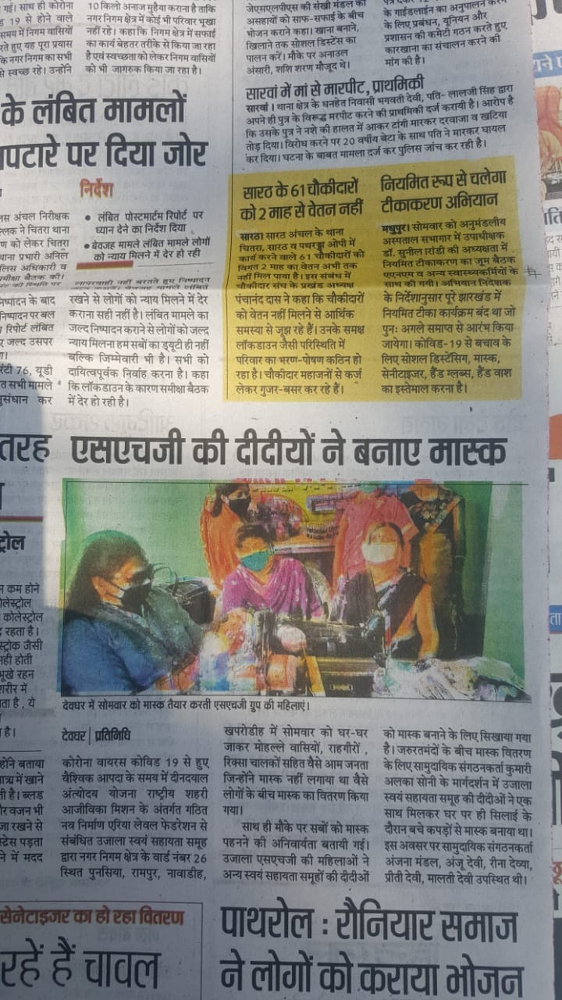 गई। साथ ही कोरोना
19 से होने वाले
समय में निगम वासियों
रते हुए यह पूरा प्रयास
के नगर निगम का सभी
से स्वच्छ रहे। उन्होंने
10 किलो अनाज मुहैया कराना है ताकि
नगर निगम क्षेत्र में कोई भी परिवार भूखा
नहीं रहे। कहा कि निगम क्षेत्र में सफाई
का कार्य बेहतर तरीके से किया जा रहा
है एवं स्वच्छता को लेकर निगम वासियों
को भी जागरुक किया जा रहा है।
जेएसएलपीएस की सखी मंडल की
असहायों को साफ-सफाई के बीच
भोजन कराना कहा। खाना बनाने,
खिलाने तक सोशल डिस्टेंस का
पालन करें। मौके पर अनाउल
अंसारी, शशि शरण मौजूद थे।
के गाईडलाईन का अनुपालन करने
के लिए प्रबंधन, यूनियन और
प्रशासन की कमेटी गठन करते हुए
कारखाना का संचालन करने की
मांग की है।
सारवां में मां से मारपीट, प्राथमिकी
सारवां। थाना क्षेत्र के घनहेत निवासी भगवती देवी, पति- लालजी सिंह द्वारा
अपने ही पुत्र के विरूद्ध मरपीट करने की प्राथमिकी दर्ज करायी है। आरोप है
कि उसके पुत्र ने नशे की हालत में आकर टांगी मारकर दरवाजा व खटिया
तोड़ दिया। विरोध करने पर 20 वर्षीय बेटा के साथ पति ने मारकर घायल
कर दिया। घटना के बाबत मामला दर्ज कर पुलिस जांच कर रही है।
के लंबित मामलों
पटारे पर दिया जोर
निर्देश
• लंबित पोस्टमार्टम रिपोर्ट पर
ध्यान देने का निर्देश दिया
• बेवजह मामले लंबित मामले लोगों
को न्याय मिलने में देर हो रही
अंचल निरीक्षक
ने चितरा थाना
ण को लेकर चितरा
थाना प्रभारी अनिल
लिस अधिकारी व
मीक्षा बैठक की।
निष्पादन के बाद
निष्पादन पर बल
रिपोर्ट लंबित
ए जल्द उसपर
76, यूडी
त सभी मामले
नुसंधान कर
लापरवाही नहीं बरतते हुए निष्पादन
रखने से लोगों को न्याय मिलने में देर
कराना सही नहीं है। लंबित मामला का
जल्द निष्पादन कराने से लोगों को जल्द
न्याय मिलना हम सबों का ड्यूटी ही नहीं
बल्कि जिम्मेवारी भी है। सभी को
दायित्वपूर्वक निर्वाह करना है। कहा
कि लॉकडाउन के कारण समीक्षा बैठक
में देर हो रही है।
सारठ के 61 चौकीदारों
को 2 माह से वेतन नहीं
सारठ। सारठ अंचल के थाना
चितरा, सारठ व पथरड्डा ओपी में
कार्य करने वाले 61 चौकीदारों को
विगत 2 माह का वेतन अभी तक
नहीं मिल पाया है। इस संबंध में
चौकीदार संघ के प्रखंड अध्यक्ष
पंचानंद दास ने कहा कि चौकीदारों
को वेतन नहीं मिलने से आर्थिक
समस्या से जूझ रहे हैं। उनके समक्ष
लॉकडाउन जैसी परिस्थिति में
परिवार का भरण-पोषण कठिन हो
रहा है। चौकीदार महाजनों से कर्ज
लेकर गुजर-बसर कर रहे हैं।
नियमित रूप से चलेगा
टीकाकरण अभियान
मधुपुर। सोमवार को अनुमंडलीय
अस्पताल सभागार में उपाधीक्षक
डॉ. सुनील मरांडी की अध्यक्षता में
नियमित टीकाकरण का जूम बैठक
एएनएम व अन्य स्वास्थ्यकर्मियों के
साथ की गयी। अभियान निदेशक
के निर्देशानुसार पूरे झारखंड में
नियमित टीका कार्यक्रम बंद था जो
पुन: अगले सप्ताह से आरंभ किया
जायेगा। कोविड-19 से बचाव के
लिए सोशल डिस्टेंसिंग, मास्क,
सेनीटाइजर, हैंड ग्लब्स, हैंड वाश
का इस्तेमाल करना है।
तरह
एसएचजी की दीदीयों ने बनाए मास्क
देवघर में सोमवार को मास्क तैयार करती एसएचजी ग्रुप की महिलाएं।
कम होने
कोलेस्ट्रोल
रहता है।
स्ट्रोक जैसी
नही होती
भूखे रहन
शरीर में
ता है, ये
है।
होंने बताया
मात्रा में खाने
ती है। ब्लड
और वजन भी
जा रखने से
स्ट्रेस पड़ता
ने में मदद
देवघर | प्रतिनिधि
कोरोना वायरस कोविड 19 से हुए
वैश्विक आपदा के समय में दीनदयाल
अंत्योदय योजना राष्ट्रीय शहरी
आजीविका मिशन के अंतर्गत गठित
नव निर्माण एरिया लेवल फेडरेशन से
संबंधित उजाला स्वयं सहायता समूह
द्वारा नगर निगम क्षेत्र के वार्ड नंबर 26
स्थित पुनसिया, रामपुर, नावाडीह,
खपरोडीह में सोमवार को घर-घर
जाकर मोहल्ले वासियों, राहगीरों ,
रिक्सा चालकों सहित वैसे आम जनता
जिन्होंने मास्क नहीं लगाया था वैसे
लोगों के बीच मास्क का वितरण किया
गया।
साथ ही मौके पर सबों को मास्क
पहनने की अनिवार्यता बतायी गई।
उजाला एसएचजी की महिलाओं ने
अन्य स्वयं सहायता समूहों की दीदीओं
को मास्क बनाने के लिए सिखाया गया
है। जरुरतमंदों के बीच मास्क वितरण
के लिए सामुदायिक संगठनकर्ता कुमारी
अलका सोनी के मार्गदर्शन में उजाला
स्वयं सहायता समूह की दीदीओं ने एक
साथ मिलकर घर पर ही सिलाई के
दौरान बचे कपड़ों से मास्क बनाया था।
इस अवसर पर सामुदायिक संगठनकर्ता
अंजना मंडल, अंजू देवी, रीना देव्या,
प्रीती देवी, मालती देवी उपस्थित थी।
सेनेटाइजर का हो रहा वितरण
रहें हैं चावल
पाथरोल : रौनियार समाज
ने लोगों को कराया भोजन